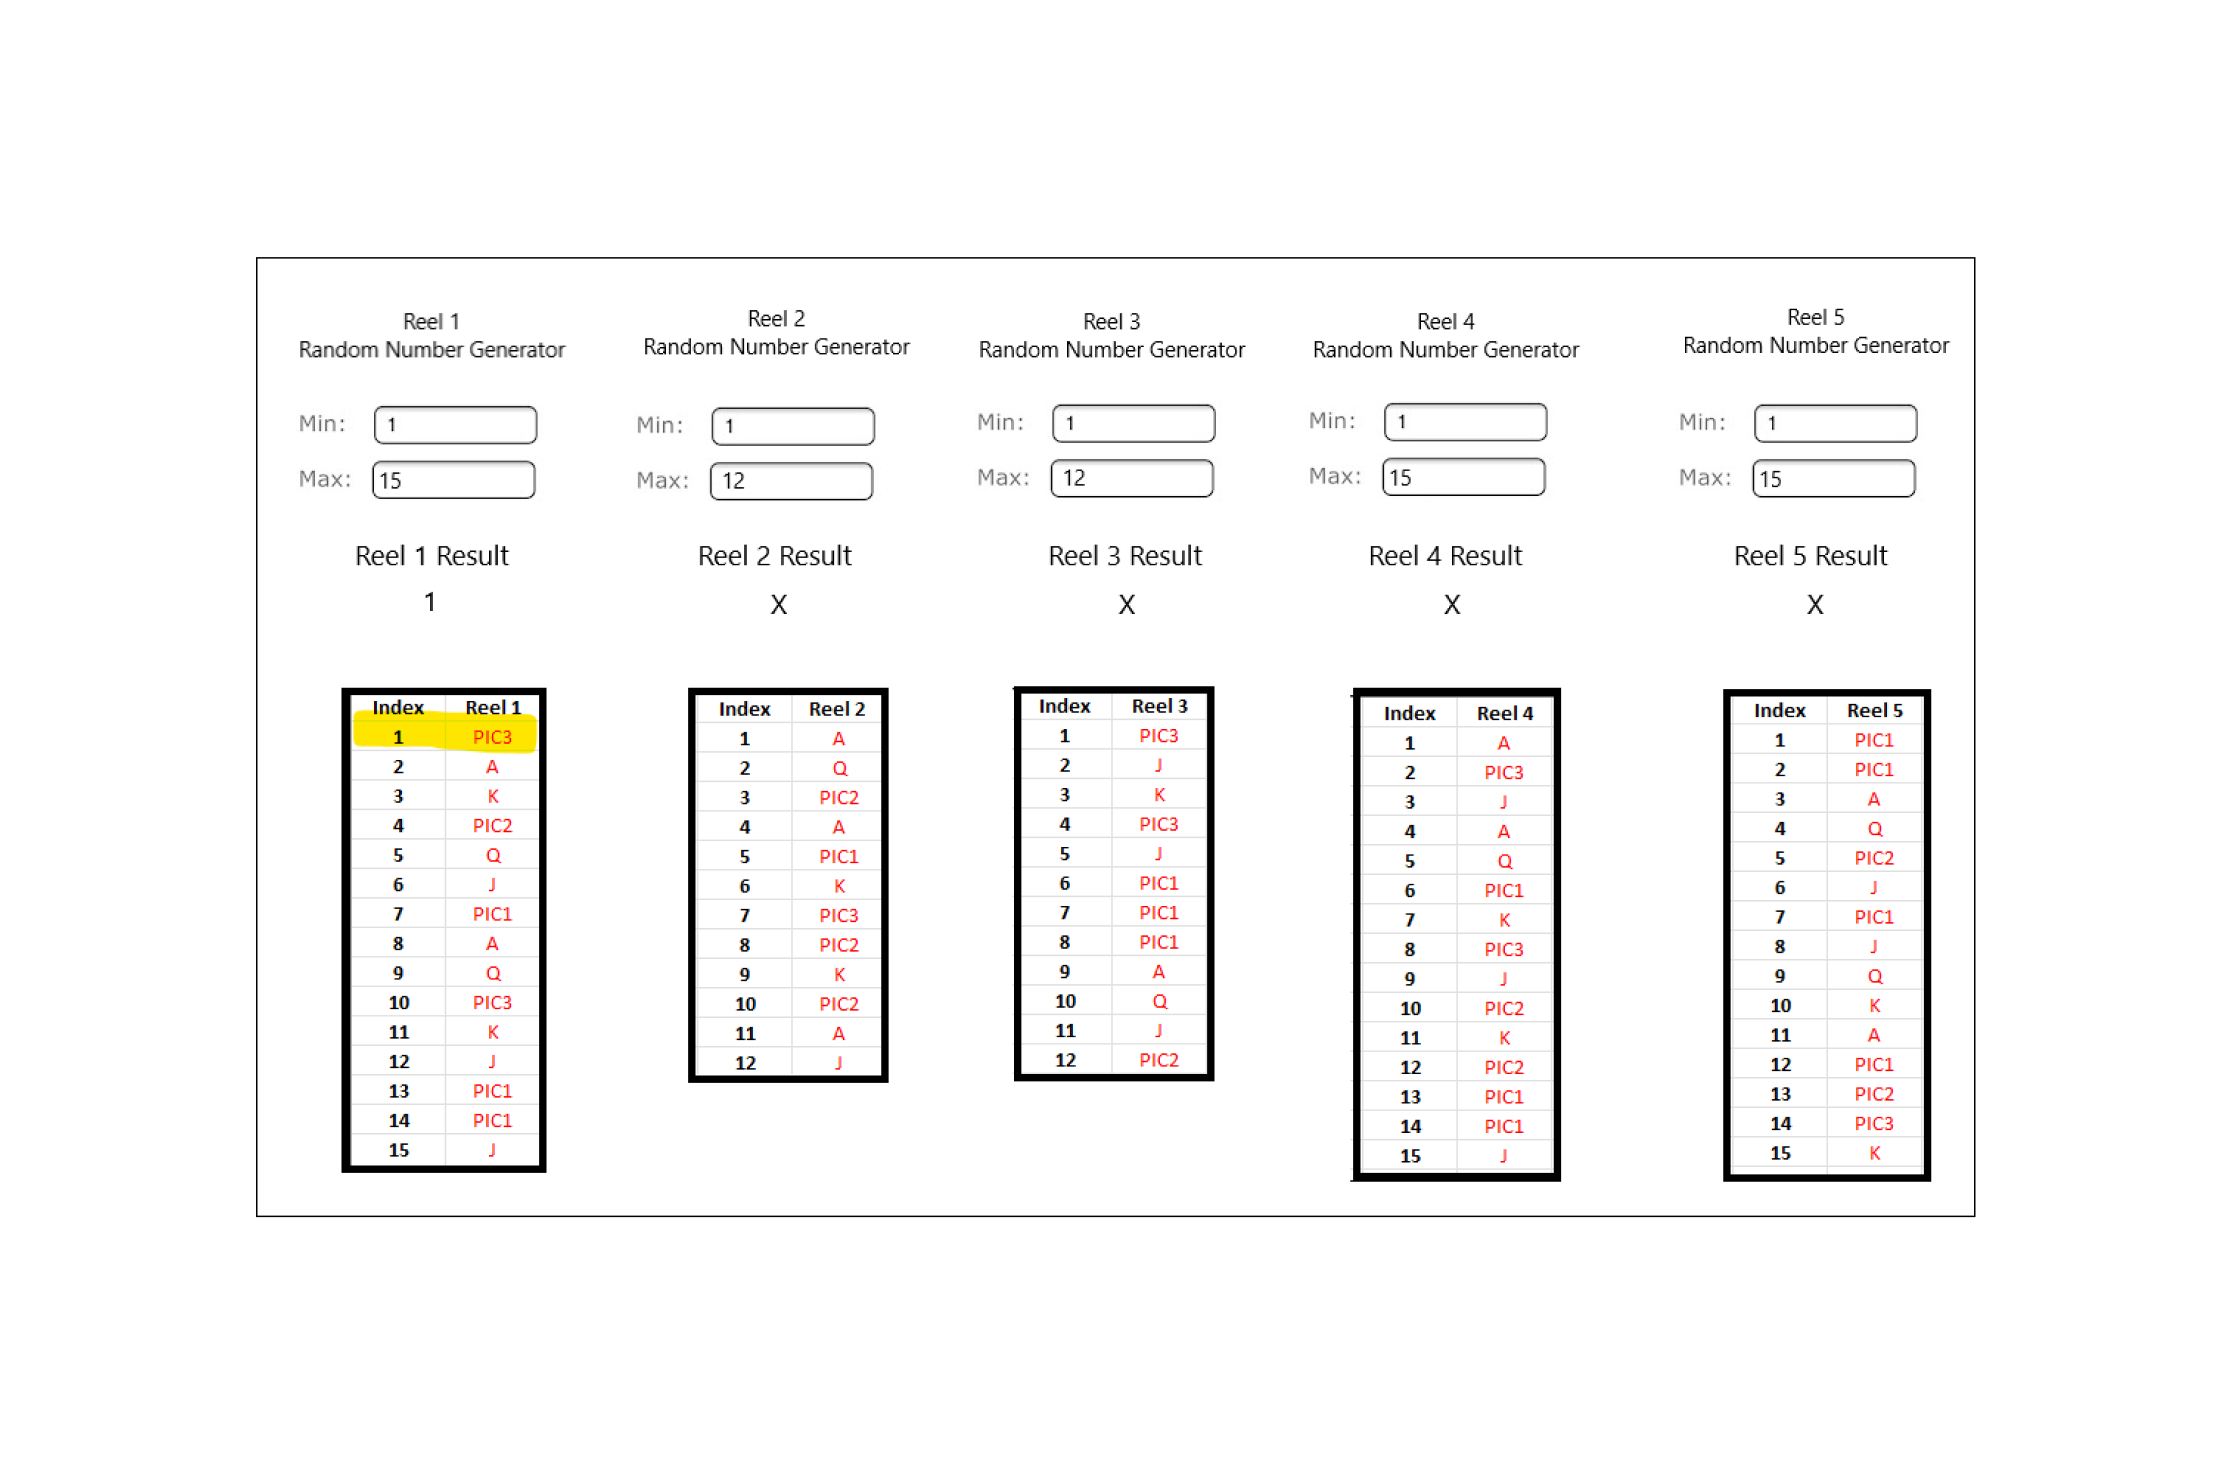 Reel 1
Random Number Generator
Min: 1
Max: 15
Reel 1 Result
1
Index Reel 1
1 PIC3
2 A
3 K
4 PIC2
5 Q
6 J
7 PIC1
8 A
9 Q
10 PIC3
11 K
12 J
13 PIC1
14 PIC1
15 J
Reel 2
Random Number Generator
Min: 1
Max: 12
Reel 2 Result
X
Index Reel 2
1 A
2 Q
3 PIC2
4 A
5 PIC1
6 K
7 PIC3
8 PIC2
9 K
10 PIC2
11 A
12 J
Reel 3
Random Number Generator
Min: 1
Max: 12
Reel 3 Result
X
Index Reel 3
1 PIC3
2 J
3 K
4 PIC3
5 J
6 PIC1
7 PIC1
8 PIC1
9 A
10 Q
11 J
12 PIC2
Reel 4
Random Number Generator
Min: 1
Max: 15
Reel 4 Result
X
Index Reel 4
1 A
2 PIC3
3 J
4 A
5 Q
6 PIC1
7 K
8 PIC3
9 J
10 PIC2
11 K
12 PIC2
13 PIC1
14 PIC1
15 J
Reel 5
Random Number Generator
Min: 1
Max: 15
Reel 5 Result
X
Index Reel 5
1 PIC1
2 PIC1
3 A
4 Q
5 PIC2
6 J
7 PIC1
8 J
9 Q
10 K
11 A
12 PIC1
13 PIC2
14 PIC3
15 K